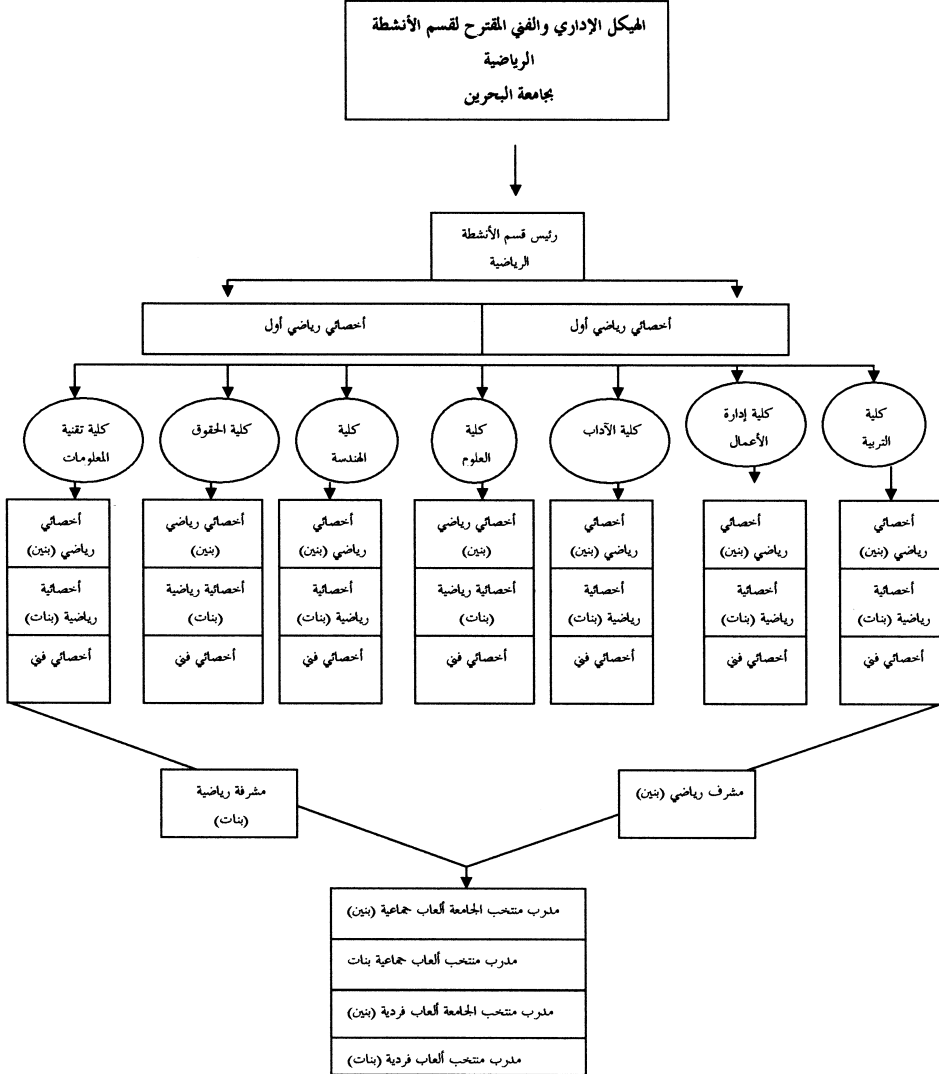 الهيكل الإداري والفني المقترح لقسم الأنشطة
الرياضية
بجامعة البحرين
رئيس قسم الأنشطة
الرياضية
أخصائي رياضي أول
أخصائي رياضي أول
كلية
التربية
كلية إدارة
الأعمال
كلية الآداب
كلية
العلوم
كلية
الهندسة
كلية الحقوق
كلية تقنية
المعلومات
أخصائي
رياضي (بنين)
أخصائية
رياضية (بنات)
أخصائي فني
أخصائي
رياضي (بنين)
أخصائية
رياضية (بنات)
أخصائي فني
أخصائي
رياضي (بنين)
أخصائية
رياضية (بنات)
أخصائي فني
أخصائي رياضي
(بنين)
أخصائية رياضية
(بنات)
أخصائي فني
أخصائي
رياضي (بنين)
أخصائية
رياضية (بنات)
أخصائي فني
أخصائي رياضي
(بنين)
أخصائية رياضية
(بنات)
أخصائي فني
أخصائي
رياضي (بنين)
أخصائية
رياضية (بنات)
أخصائي فني
مشرف رياضي (بنين)
مشرفة رياضية
(بنات)
مدرب منتخب الجامعة ألعاب جماعية (بنين)
مدرب منتخب ألعاب جماعية بنات
مدرب منتخب الجامعة ألعاب فردية (بنين)
مدرب منتخب ألعاب فردية (بنات)